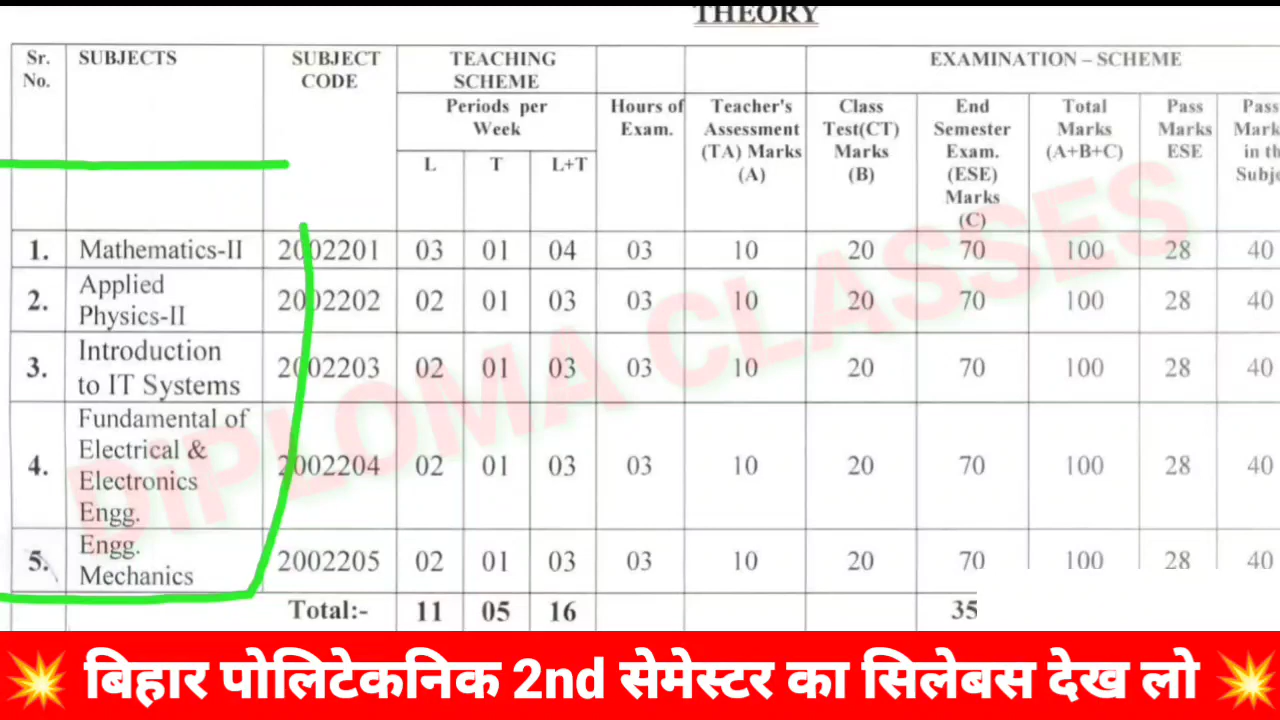 THEORY
Sr. No. SUBJECTS SUBJECT CODE TEACHING SCHEME EXAMINATION – SCHEME
Periods per Week Hours of Exam. Teacher's Assessment (TA) Marks (A) Class Test(CT) Marks (B) End Semester Exam. (ESE) Marks (C) Total Marks (A+B+C) Pass Marks ESE Pass Mark in th Subje
L T L+T
1. Mathematics-II 2002201 03 01 04 03 10 20 70 100 28 40
2. Applied Physics-II 2002202 02 01 03 03 10 20 70 100 28 40
3. Introduction to IT Systems 2002203 02 01 03 03 10 20 70 100 28 40
4. Fundamental of Electrical & Electronics Engg. 2002204 02 01 03 03 10 20 70 100 28 40
5. Engg. Mechanics 2002205 02 01 03 03 10 20 70 100 28 40
Total:- 11 05 16 35
DiPLOMA CLASSES
💥 बिहार पोलिटेकनिक 2nd सेमेस्टर का सिलेबस देख लो 💥